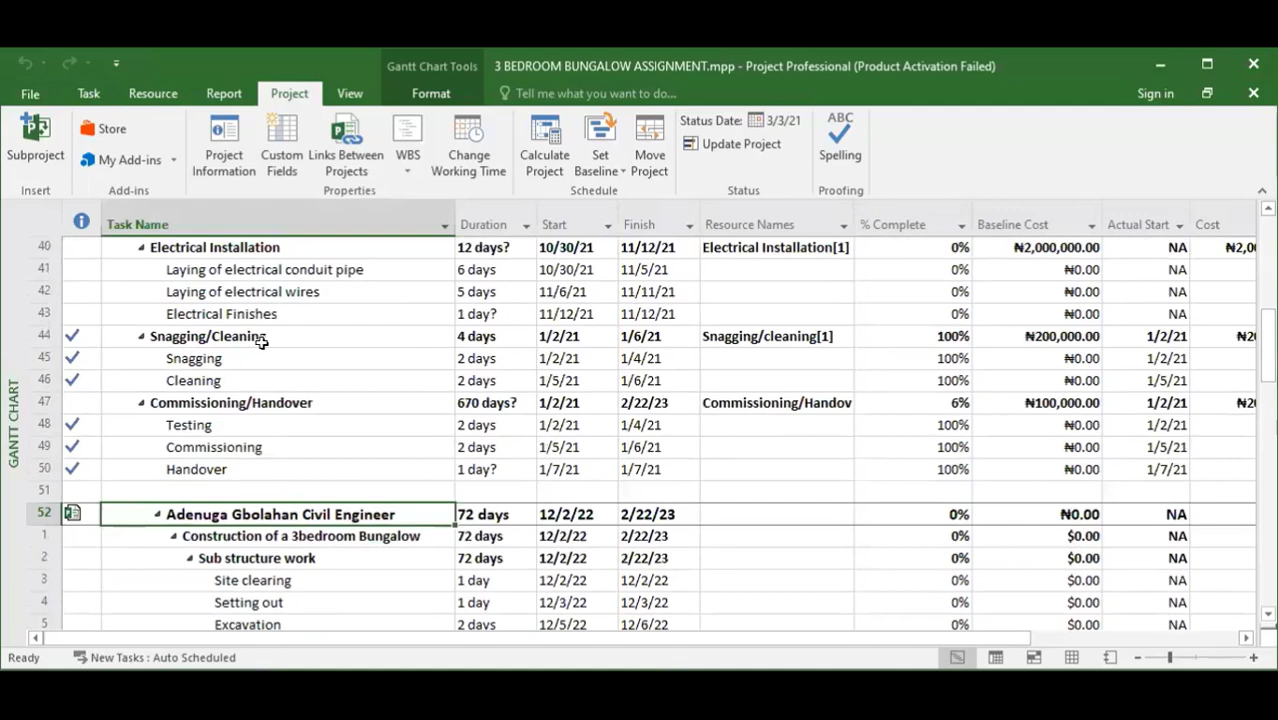 Gantt Chart Tools 3 BEDROOM BUNGALOW ASSIGNMENT.mpp - Project Professional (Product Activation Failed)
File Task Resource Report Project View Format Tell me what you want to do... Sign in
Subproject Store My Add-ins Project Information Custom Fields Links Between Projects WBS Change Working Time Calculate Project Set Baseline Move Project Status Date: 3/3/21 Update Project ABC Spelling
Insert Add-ins Properties Schedule Status Proofing
Task Name Duration Start Finish Resource Names % Complete Baseline Cost Actual Start Cost
40 Electrical Installation 12 days? 10/30/21 11/12/21 Electrical Installation[1] 0% ₦2,000,000.00 NA ₦2,0
41 Laying of electrical conduit pipe 6 days 10/30/21 11/5/21 0% ₦0.00 NA
42 Laying of electrical wires 5 days 11/6/21 11/11/21 0% ₦0.00 NA
43 Electrical Finishes 1 day? 11/12/21 11/12/21 0% ₦0.00 NA
44 Snagging/Cleaning 4 days 1/2/21 1/6/21 Snagging/cleaning[1] 100% ₦200,000.00 1/2/21 ₦20
45 Snagging 2 days 1/2/21 1/4/21 100% ₦0.00 1/2/21
46 Cleaning 2 days 1/5/21 1/6/21 100% ₦0.00 1/5/21
47 Commissioning/Handover 670 days? 1/2/21 2/22/23 Commissioning/Handov 6% ₦100,000.00 1/2/21 ₦20
48 Testing 2 days 1/2/21 1/4/21 100% ₦0.00 1/2/21
49 Commissioning 2 days 1/5/21 1/6/21 100% ₦0.00 1/5/21
50 Handover 1 day? 1/7/21 1/7/21 100% ₦0.00 1/7/21
51
52 Adenuga Gbolahan Civil Engineer 72 days 12/2/22 2/22/23 0% ₦0.00 NA
1 Construction of a 3bedroom Bungalow 72 days 12/2/22 2/22/23 0% $0.00 NA
2 Sub structure work 72 days 12/2/22 2/22/23 0% $0.00 NA
3 Site clearing 1 day 12/2/22 12/2/22 0% $0.00 NA
4 Setting out 1 day 12/3/22 12/3/22 0% $0.00 NA
5 Excavation 2 days 12/5/22 12/6/22 0% $0.00 NA
GANTT CHART
Ready New Tasks : Auto Scheduled